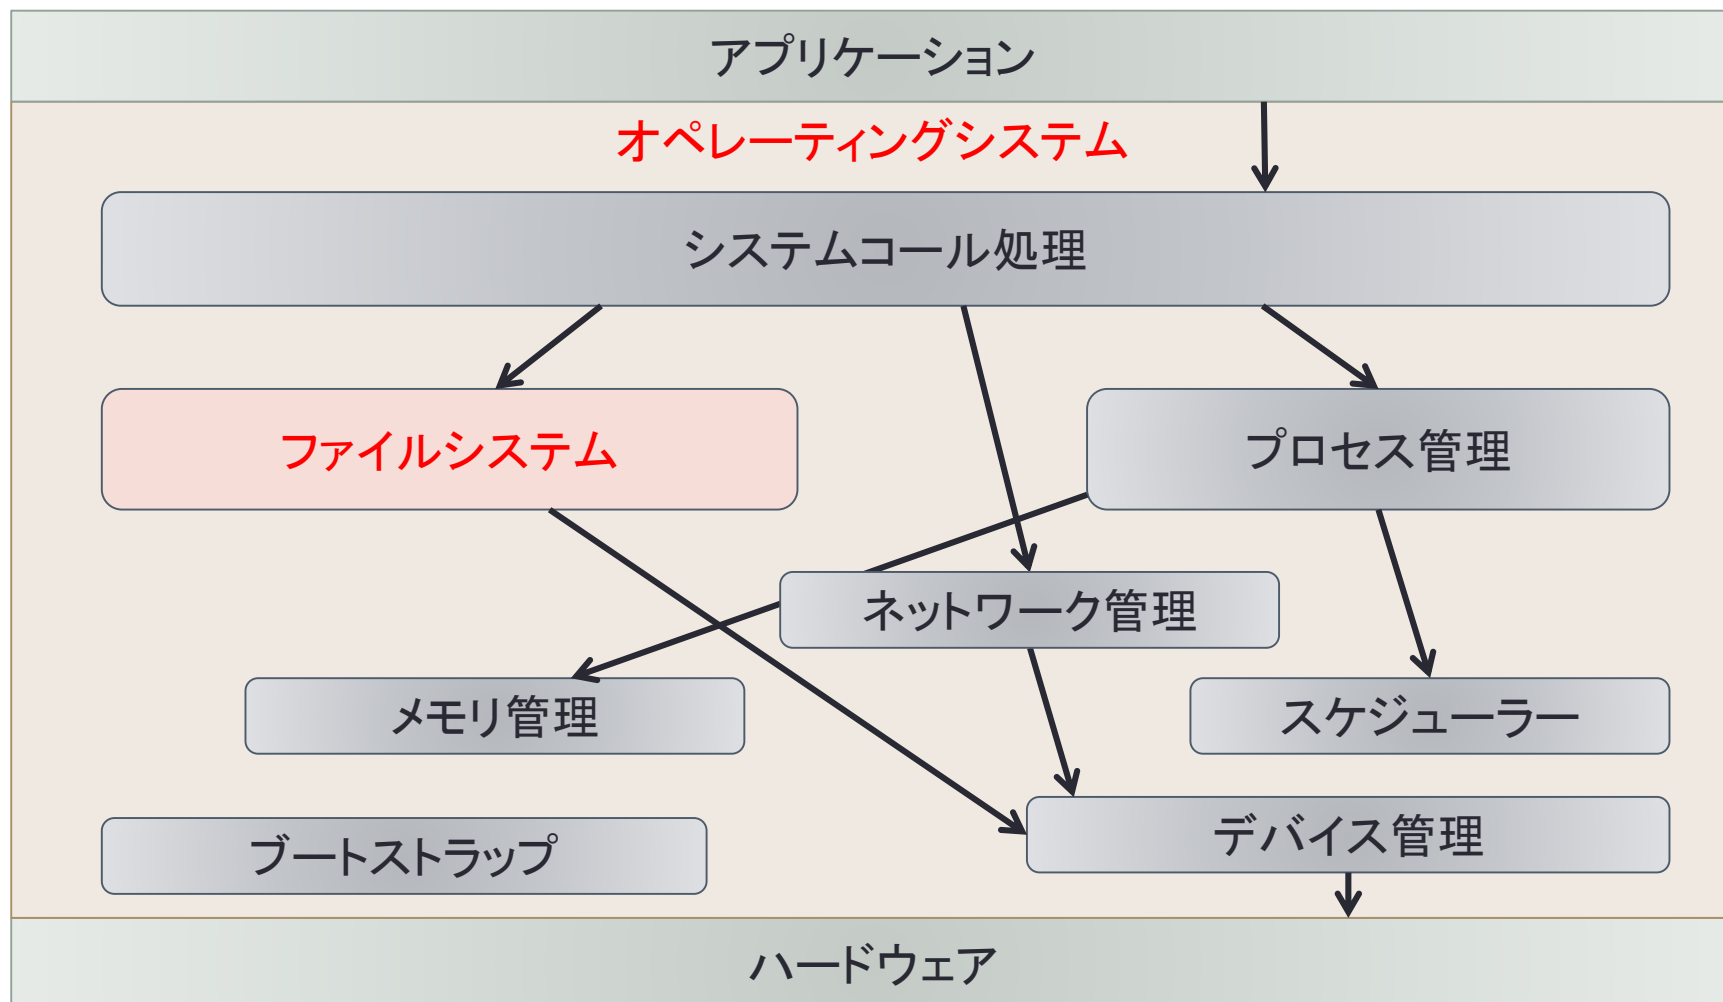 アプリケーション
オペレーティングシステム
システムコール処理
ファイルシステム
プロセス管理
ネットワーク管理
メモリ管理
スケジューラー
デバイス管理
ブートストラップ
ハードウェア